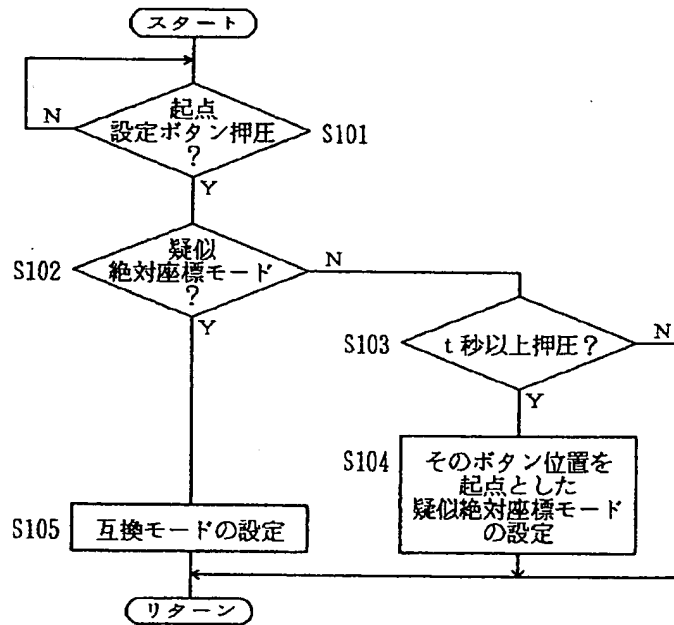 スタート
N
起点
設定ボタン押圧
?
S101
Y
S102
疑似
絶対座標モード
?
N
Y
S103
t秒以上押圧?
N
Y
S104
そのボタン位置を
起点とした
疑似絶対座標モード
の設定
S105
互換モードの設定
リターン